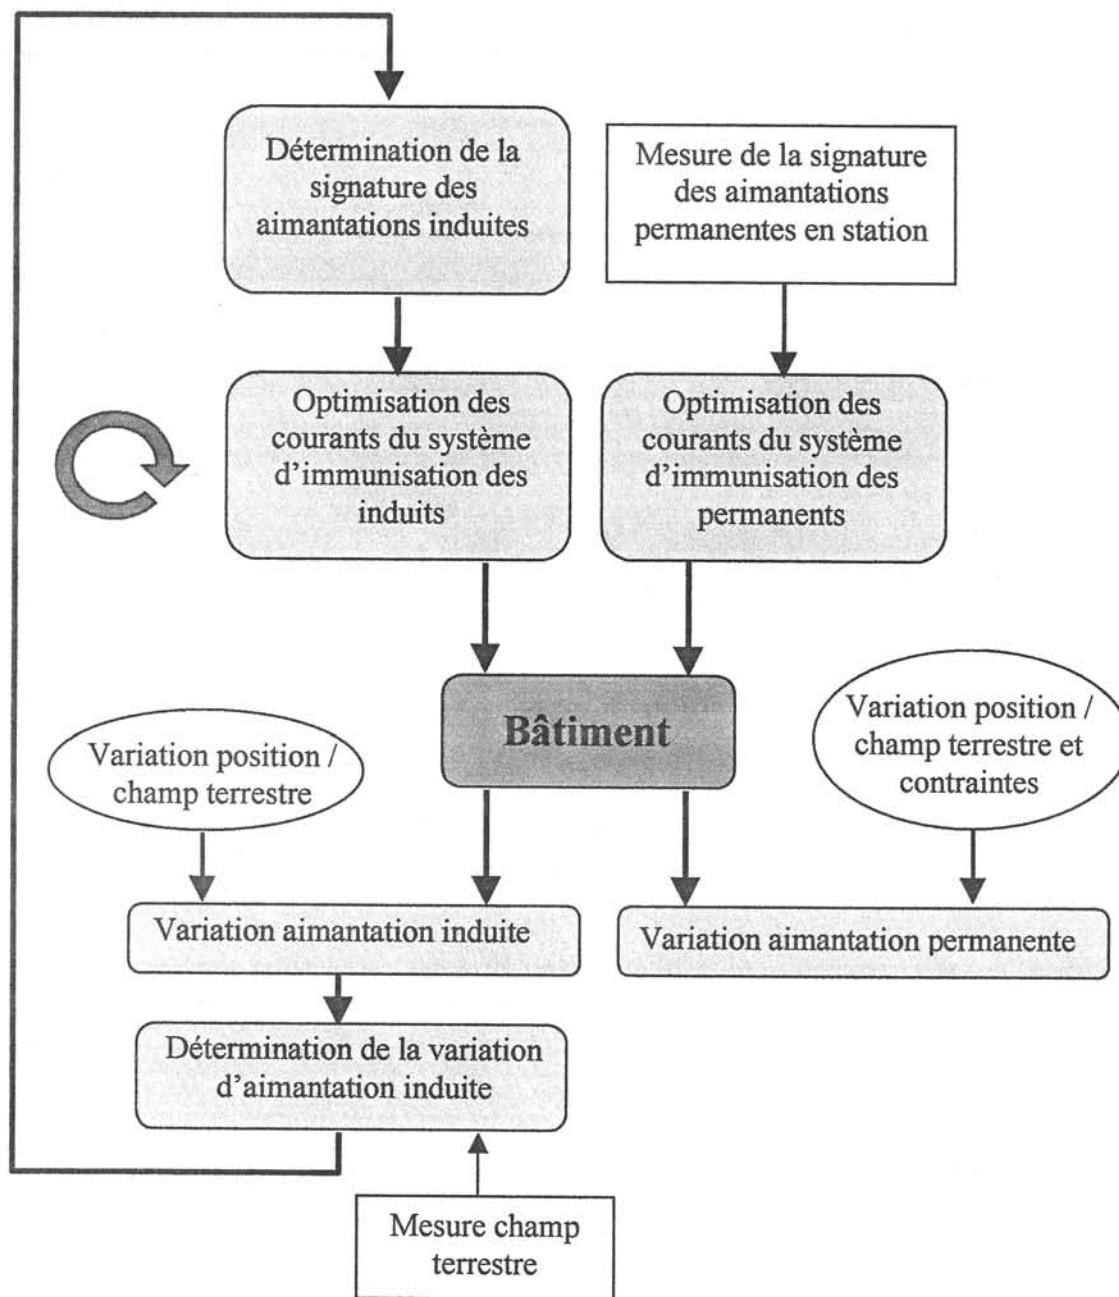 Détermination de la
signature des
aimantations induites
Mesure de la signature
des aimantations
permanentes en station
Optimisation des
courants du système
d'immunisation des
induits
Optimisation des
courants du système
d'immunisation des
permanents
Bâtiment
Variation position /
champ terrestre
Variation position /
champ terrestre et
contraintes
Variation aimantation induite
Variation aimantation permanente
Détermination de la variation
d'aimantation induite
Mesure champ
terrestre